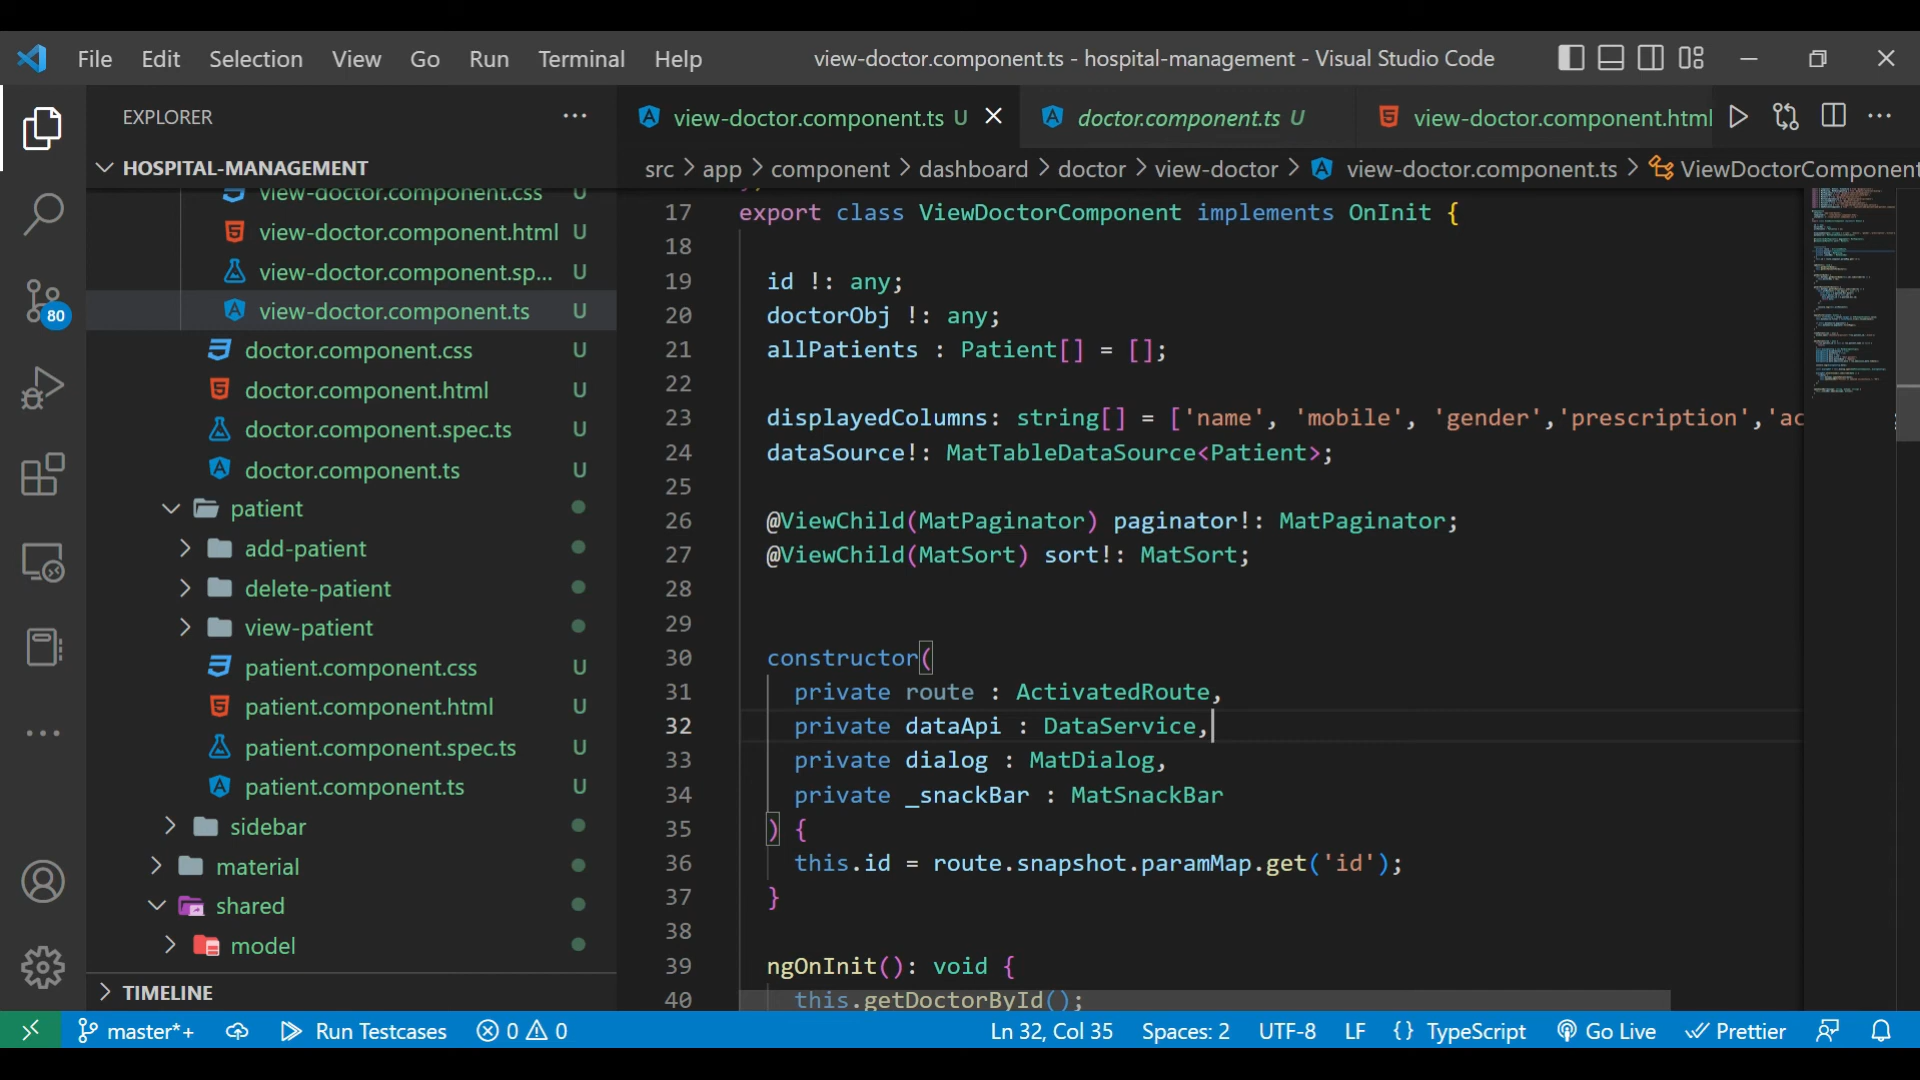 File Edit Selection View Go Run Terminal Help
view-doctor.component.ts - hospital-management - Visual Studio Code
EXPLORER
HOSPITAL-MANAGEMENT
view-doctor.component.css U
view-doctor.component.html U
view-doctor.component.sp... U
view-doctor.component.ts U
doctor.component.css U
doctor.component.html U
doctor.component.spec.ts U
doctor.component.ts U
patient
add-patient
delete-patient
view-patient
patient.component.css U
patient.component.html U
patient.component.spec.ts U
patient.component.ts U
sidebar
material
shared
model
TIMELINE
80
view-doctor.component.ts U
doctor.component.ts U
view-doctor.component.html
src > app > component > dashboard > doctor > view-doctor > view-doctor.component.ts > ViewDoctorComponent
17 export class ViewDoctorComponent implements OnInit {
18
19 id !: any;
20 doctorObj !: any;
21 allPatients : Patient[] = [];
22
23 displayedColumns: string[] = ['name', 'mobile', 'gender','prescription','ac
24 dataSource!: MatTableDataSource<Patient>;
25
26 @ViewChild(MatPaginator) paginator!: MatPaginator;
27 @ViewChild(MatSort) sort!: MatSort;
28
29
30 constructor(
31 private route : ActivatedRoute,
32 private dataApi : DataService,
33 private dialog : MatDialog,
34 private _snackBar : MatSnackBar
35 ) {
36 this.id = route.snapshot.paramMap.get('id');
37 }
38
39 ngOnInit(): void {
40 this.getDoctorById();
master*+ Run Testcases 0 0 Ln 32, Col 35 Spaces: 2 UTF-8 LF {} TypeScript Go Live Prettier